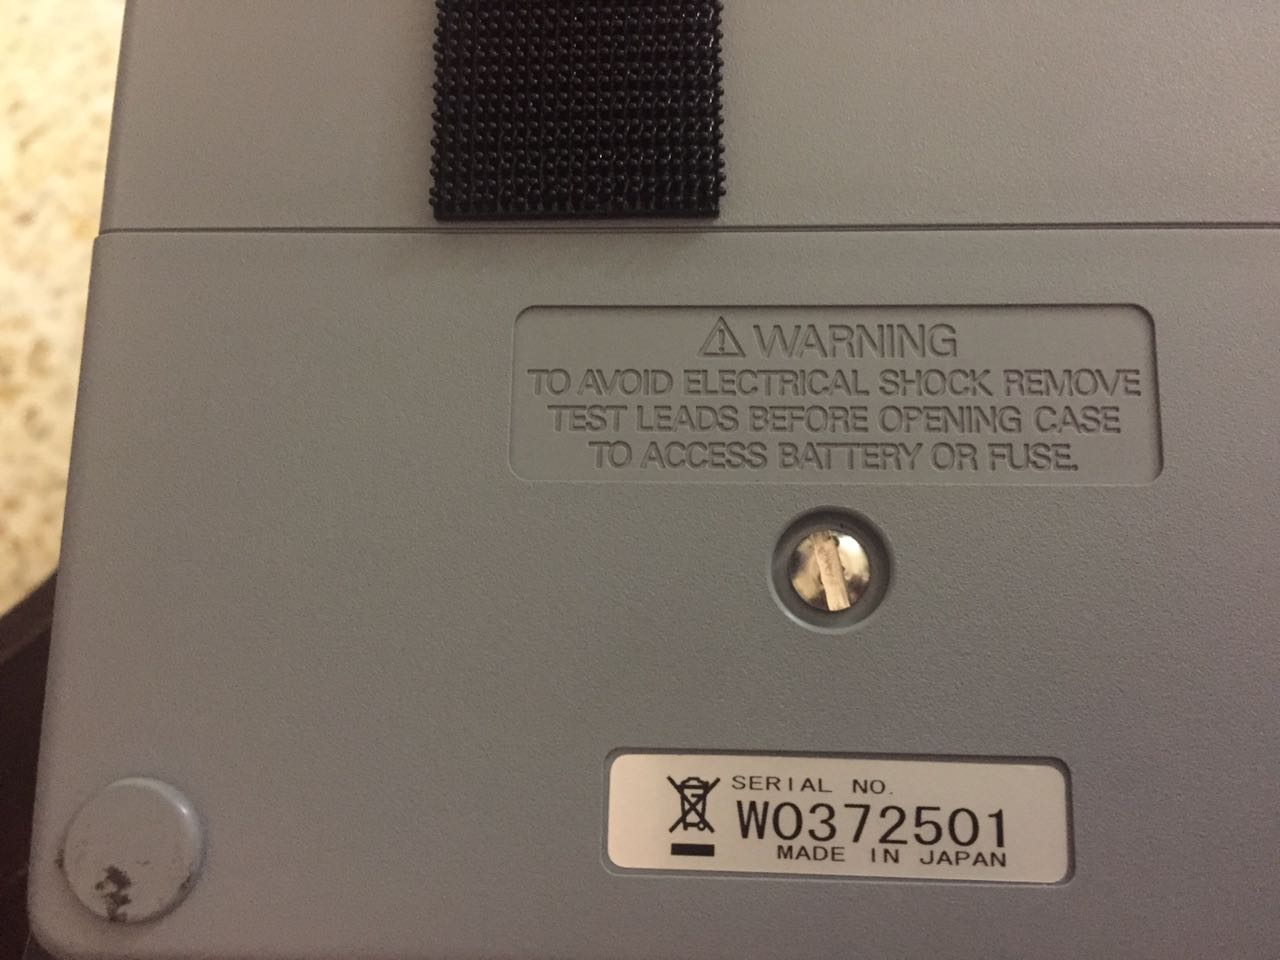 WARNING
TO AVOID ELECTRICAL SHOCK REMOVE
TEST LEADS BEFORE OPENING CASE
TO ACCESS BATTERY OR FUSE.
SERIAL NO.
W0372501
MADE IN JAPAN